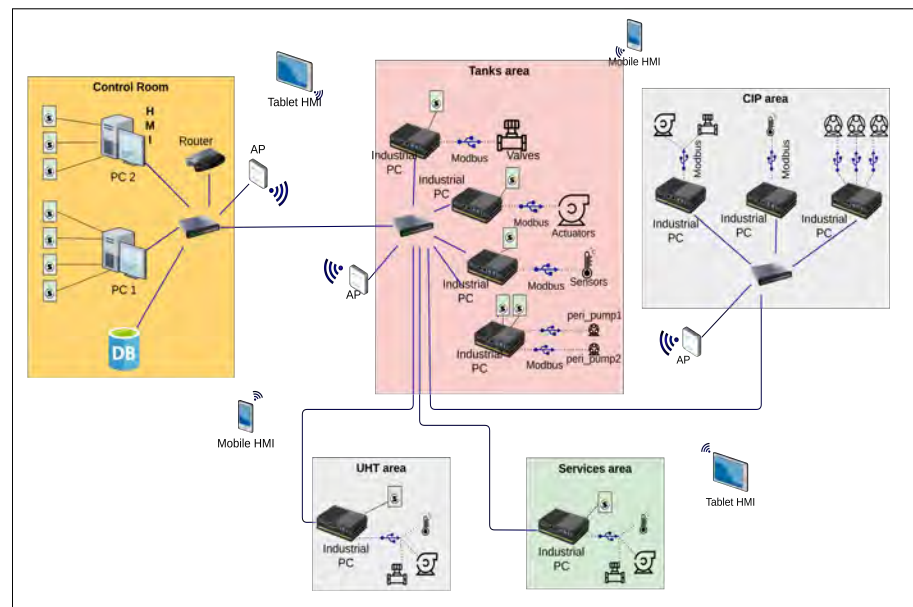 Control Room
H
M
I
PC 2
Router
AP
PC 1
DB
Tablet HMI
Mobile HMI
Tanks area
Industrial
PC
Modbus
Valves
Industrial
PC
Modbus
Actuators
AP
Industrial
PC
Modbus
Sensors
Industrial
PC
peri_pump1
Modbus
peri_pump2
CIP area
Modbus
Modbus
Industrial
PC
Industrial
PC
Industrial
PC
AP
Mobile HMI
Tablet HMI
UHT area
Industrial
PC
Services area
Industrial
PC